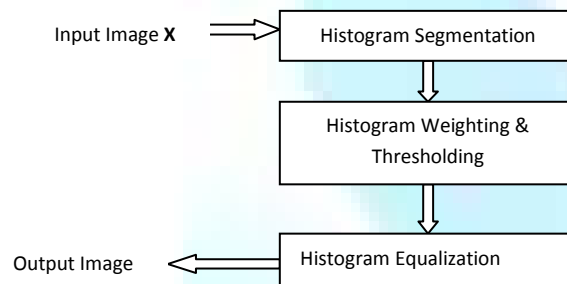 Input Image X
Histogram Segmentation
Histogram Weighting &
Thresholding
Output Image
Histogram Equalization